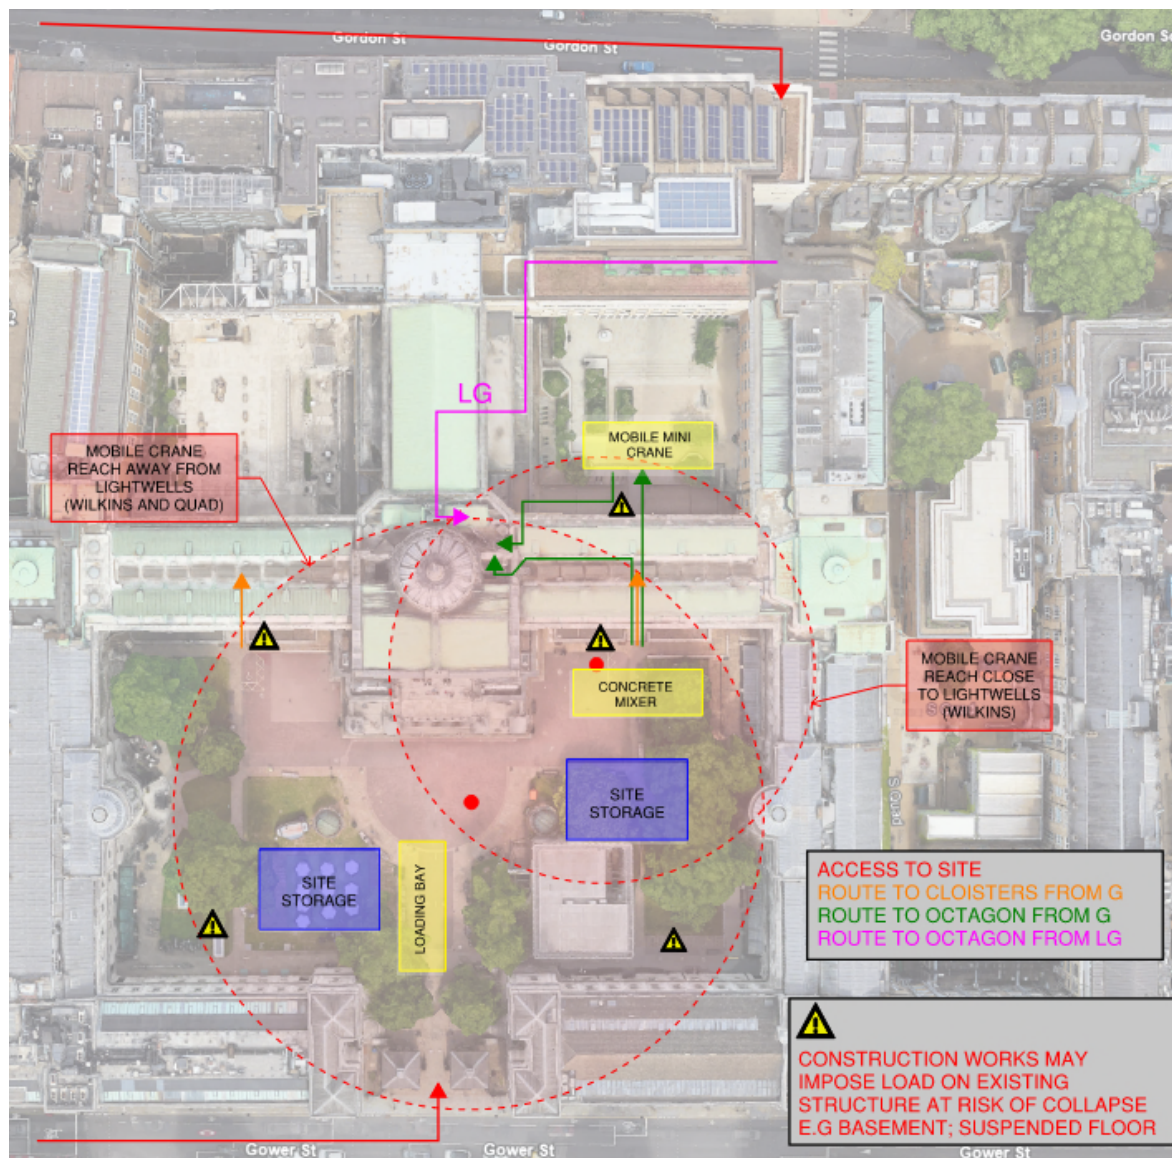 Gordon St
Gordon St
Gordon Sq
LG
MOBILE MINI
CRANE
MOBILE CRANE
REACH AWAY FROM
LIGHTWELLS
(WILKINS AND QUAD)
MOBILE CRANE
REACH CLOSE
TO LIGHTWELLS
(WILKINS)
CONCRETE
MIXER
SITE
STORAGE
S Quad
SITE
STORAGE
LOADING BAY
ACCESS TO SITE
ROUTE TO CLOISTERS FROM G
ROUTE TO OCTAGON FROM G
ROUTE TO OCTAGON FROM LG
CONSTRUCTION WORKS MAY
IMPOSE LOAD ON EXISTING
STRUCTURE AT RISK OF COLLAPSE
E.G BASEMENT; SUSPENDED FLOOR
Gower St
Gower St
Gower St